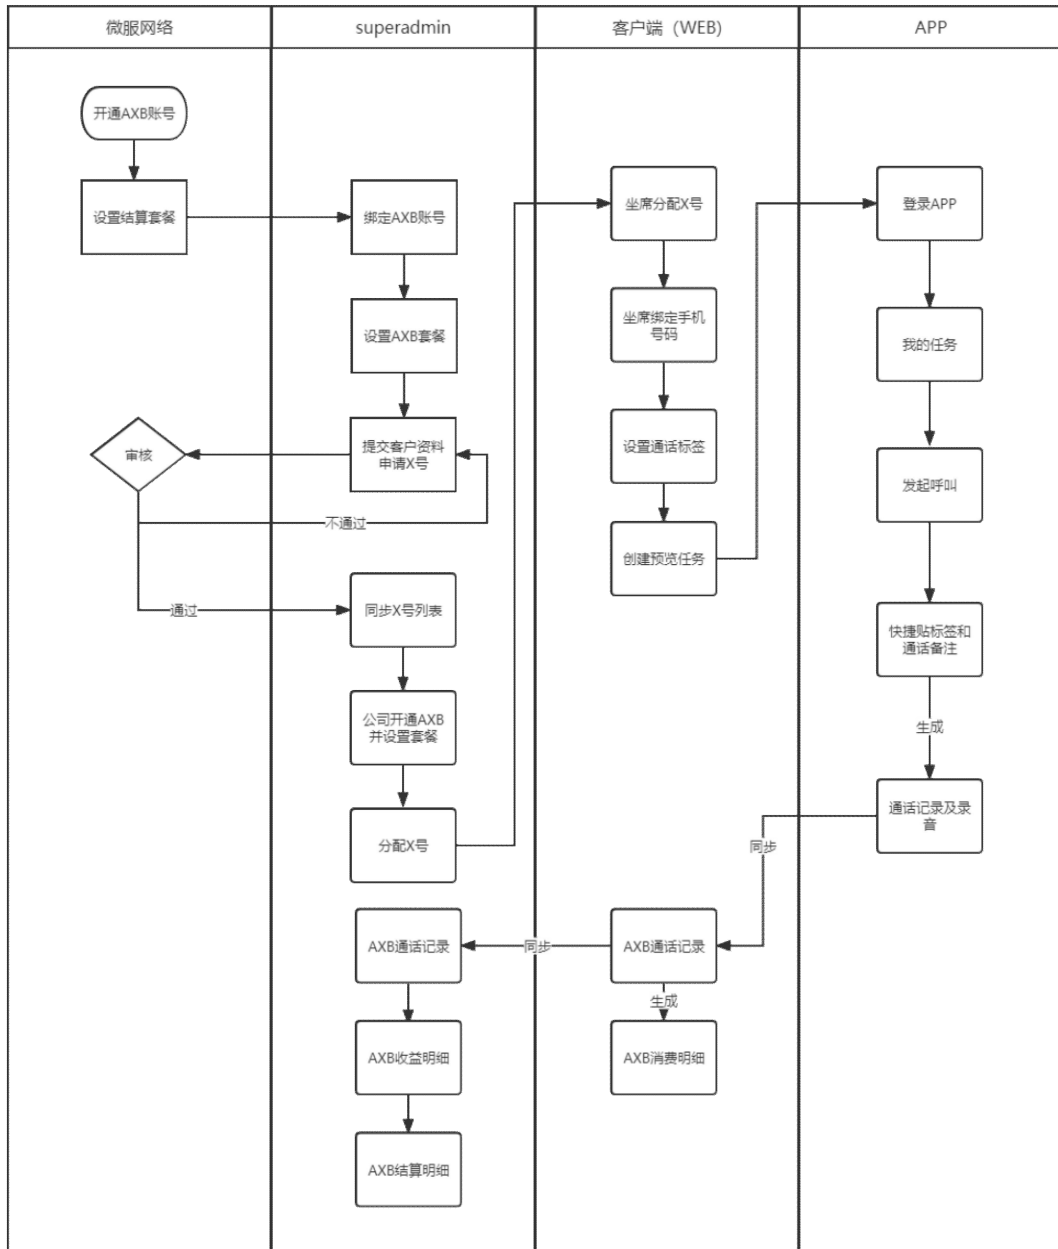 微服网络
superadmin
客户端（WEB）
APP
开通AXB账号
设置结算套餐
绑定AXB账号
设置AXB套餐
提交客户资料
申请X号
审核
不通过
通过
同步X号列表
公司开通AXB
并设置套餐
分配X号
坐席分配X号
坐席绑定手机
号码
设置通话标签
创建预览任务
登录APP
我的任务
发起呼叫
快捷贴标签和
通话备注
生成
通话记录及录
音
同步
AXB通话记录
同步
AXB通话记录
生成
AXB消费明细
AXB收益明细
AXB结算明细